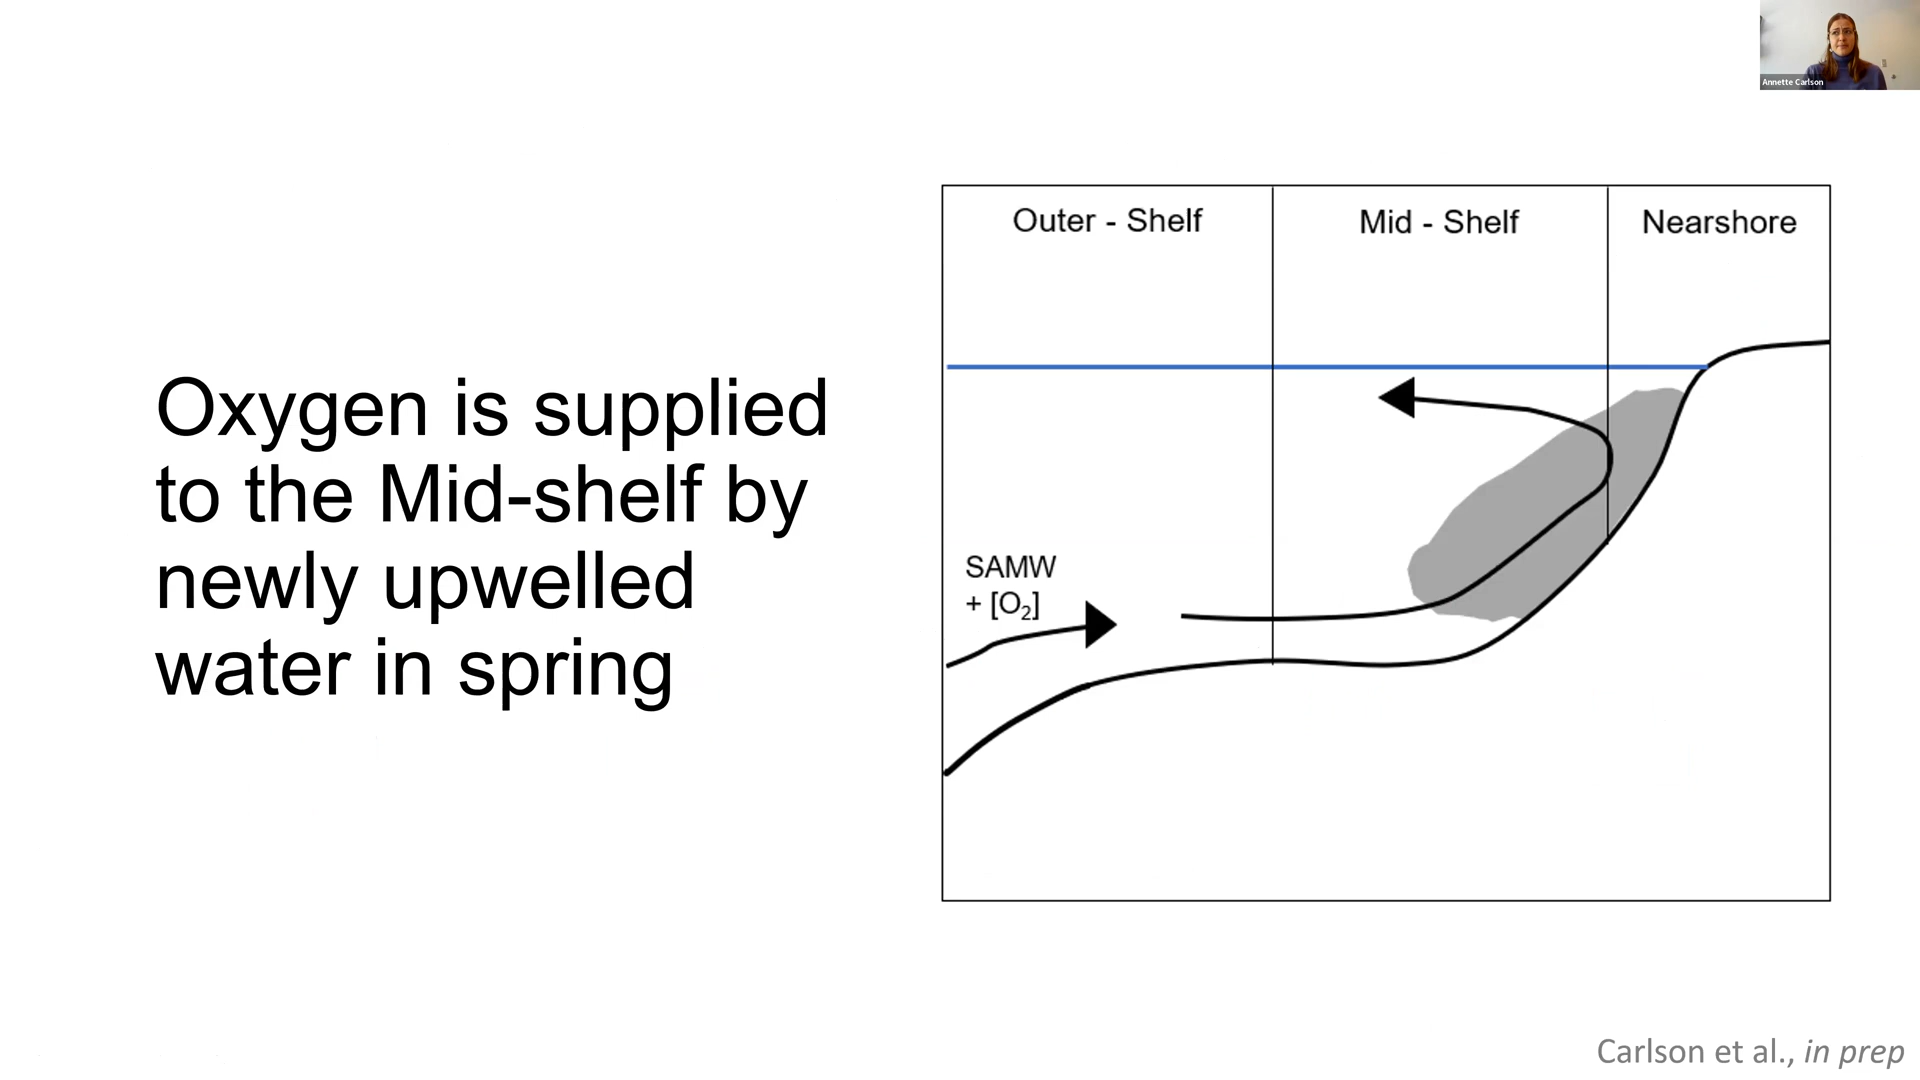 Annette Carlson
Outer - Shelf
Mid - Shelf
Nearshore
Oxygen is supplied
to the Mid-shelf by
newly upwelled
water in spring
SAMW
+ [O₂]
Carlson et al., in prep